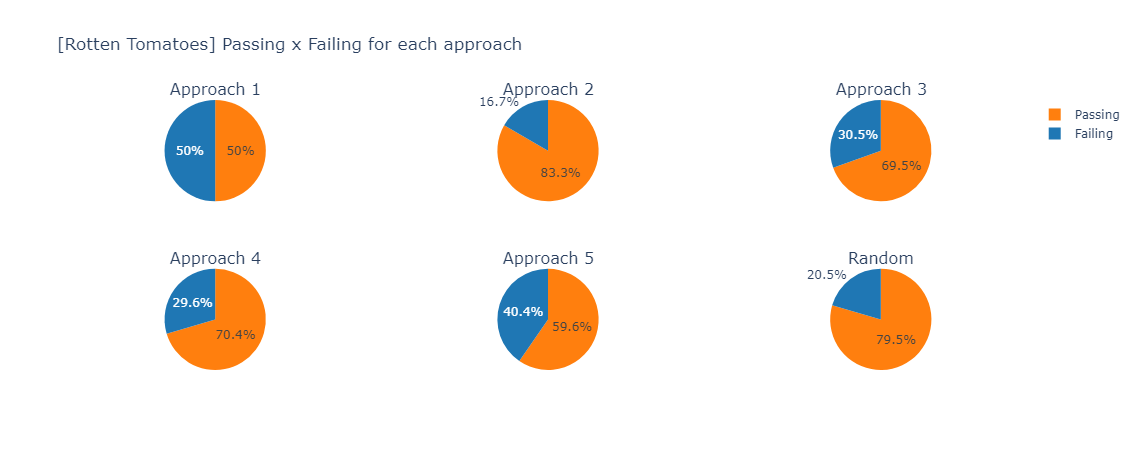 [Rotten Tomatoes] Passing x Failing for each approach
Approach 1
50%
50%
Approach 2
16.7%
83.3%
Approach 3
30.5%
69.5%
Passing
Failing
Approach 4
29.6%
70.4%
Approach 5
40.4%
59.6%
Random
20.5%
79.5%